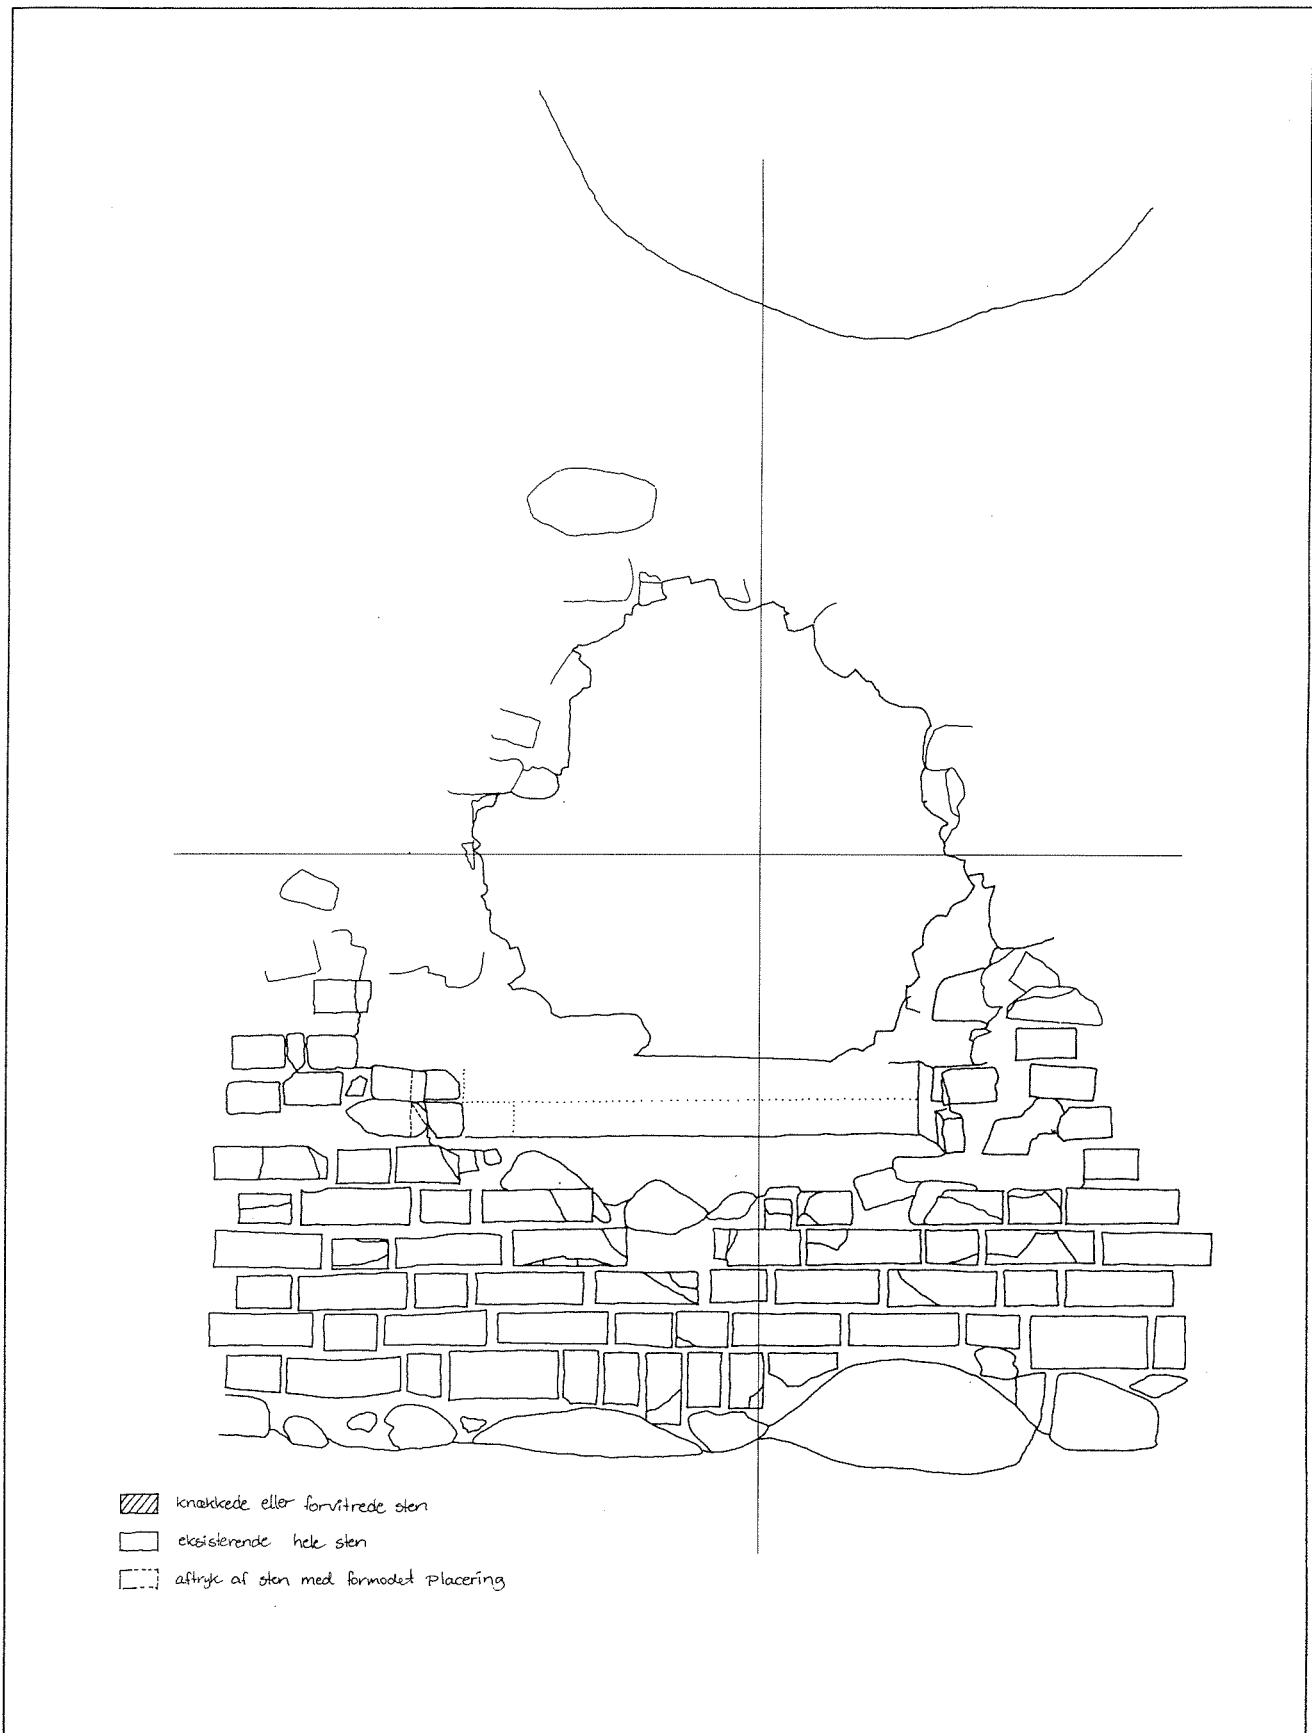 knækkede eller forvitrede sten
eksisterende hele sten
aftryk af sten med formodet placering